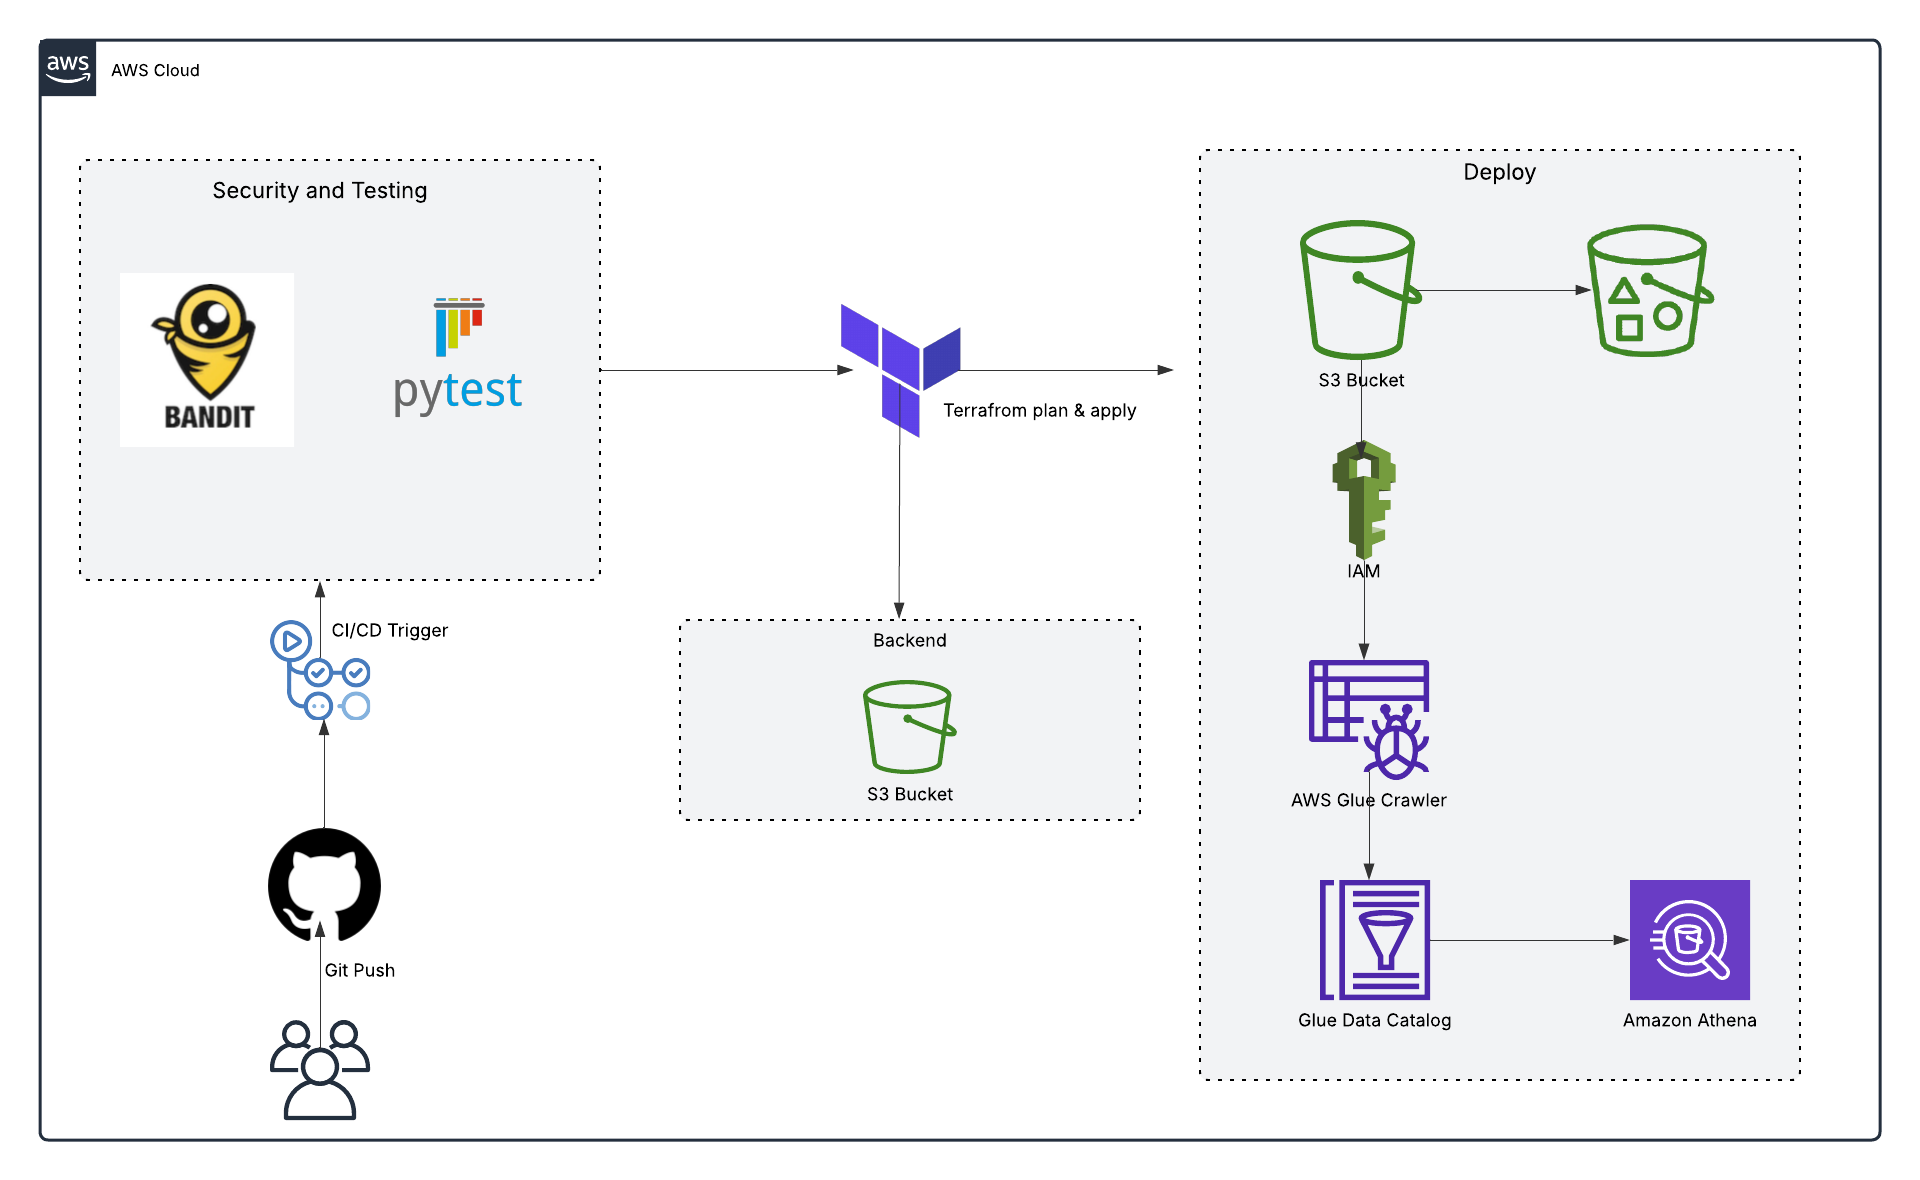 aws
AWS Cloud
Security and Testing
BANDIT
pytest
CI/CD Trigger
Git Push
Terrafrom plan & apply
Backend
S3 Bucket
Deploy
S3 Bucket
IAM
AWS Glue Crawler
Glue Data Catalog
Amazon Athena